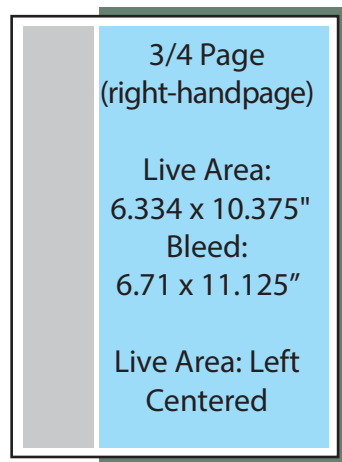 3/4 Page
(right-handpage)
Live Area:
6.334 x 10.375"
Bleed:
6.71 x 11.125”
Live Area: Left
Centered